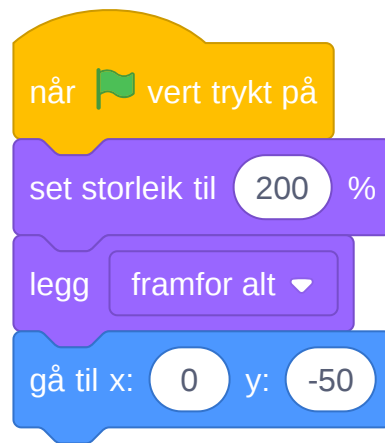 når vert trykt på
set storleik til 200 %
legg framfor alt
gå til x: 0 y: -50